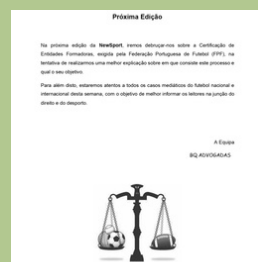 Próxima Edição
Na próxima edição da NewSport, iremos debruçar-nos sobre a Certificação de
Entidades Formadoras, exigida pela Federação Portuguesa de Futebol (FPF), na
tentativa de realizarmos uma melhor explicação sobre em que consiste este processo e
qual o seu objetivo.
Para além disto, estaremos atentos a todos os casos mediáticos do futebol nacional e
internacional desta semana, com o objetivo de melhor informar os leitores na junção do
direito e do desporto.
A Equipa
BQ ADVOGADAS